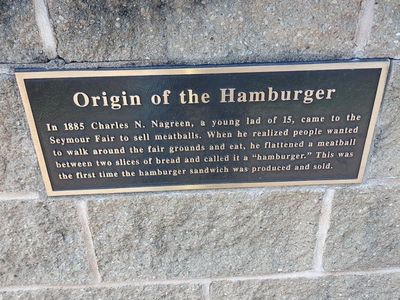 Origin of the Hamburger
In 1885 Charles N. Nagreen, a young lad of 15, came to the
Seymour Fair to sell meatballs. When he realized people wanted
to walk around the fair grounds and eat, he flattened a meatball
between two slices of bread and called it a “hamburger.” This was
the first time the hamburger sandwich was produced and sold.